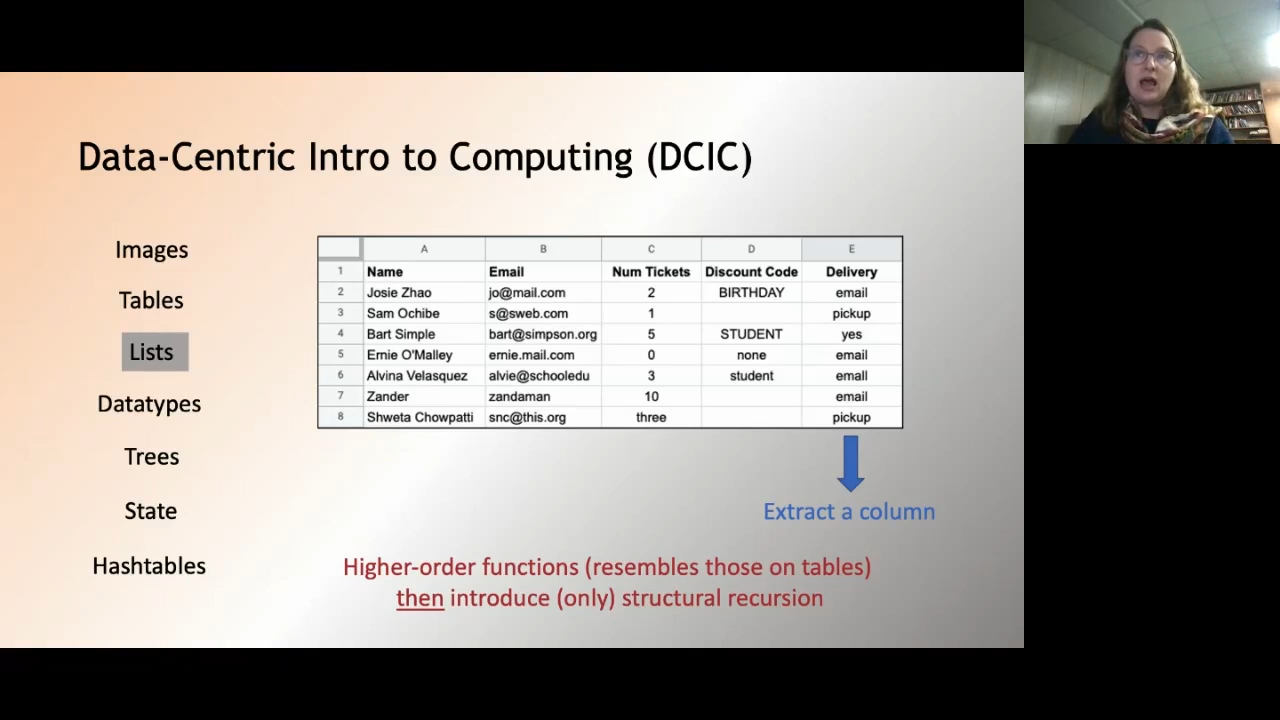 Data-Centric Intro to Computing (DCIC)
Images
Tables
Lists
Datatypes
Trees
State
Hashtables
A B C D E
1 Name Email Num Tickets Discount Code Delivery
2 Josie Zhao jo@mail.com 2 BIRTHDAY email
3 Sam Ochibe s@sweb.com 1 pickup
4 Bart Simple bart@simpson.org 5 STUDENT yes
5 Ernie O'Malley ernie.mail.com 0 none email
6 Alvina Velasquez alvie@schooledu 3 student email
7 Zander zandaman 10 email
8 Shweta Chowpatti snc@this.org three pickup
Extract a column
Higher-order functions (resembles those on tables)
then introduce (only) structural recursion